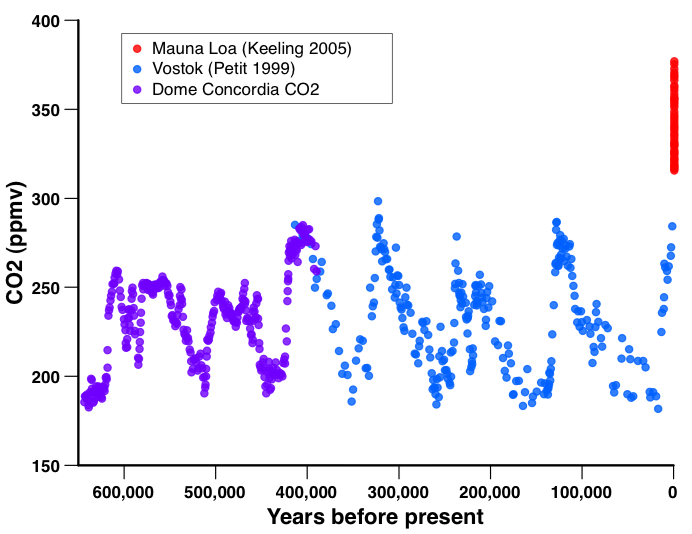 400
Mauna Loa (Keeling 2005)
Vostok (Petit 1999)
Dome Concordia CO2
350
300
CO2 (ppmv)
250
200
150
600,000 500,000 400,000 300,000 200,000 100,000 0
Years before present